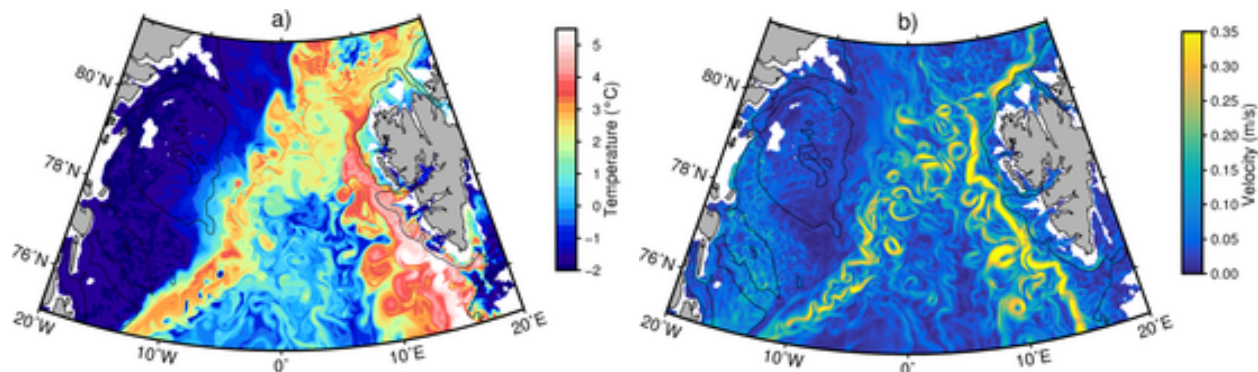 a)
80°N
78°N
76°N
20°W
10°W
0°
10°E
20°E
5
4
3
2
1
0
−1
−2
Temperature (°C)
b)
80°N
78°N
76°N
20°W
10°W
0°
10°E
20°E
0.35
0.30
0.25
0.20
0.15
0.10
0.05
0.00
Velocity (m/s)